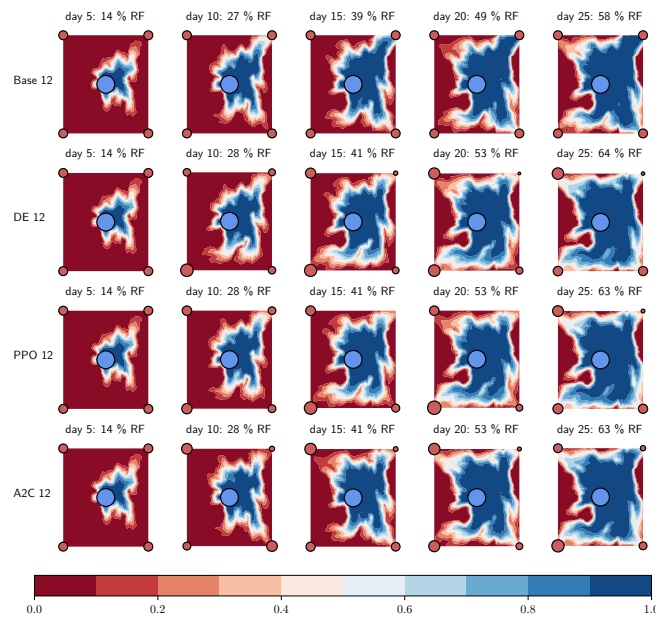 day 5: 14 % RF day 10: 27 % RF day 15: 39 % RF day 20: 49 % RF day 25: 58 % RF
Base 12
day 5: 14 % RF day 10: 28 % RF day 15: 41 % RF day 20: 53 % RF day 25: 64 % RF
DE 12
day 5: 14 % RF day 10: 28 % RF day 15: 41 % RF day 20: 53 % RF day 25: 63 % RF
PPO 12
day 5: 14 % RF day 10: 28 % RF day 15: 41 % RF day 20: 53 % RF day 25: 63 % RF
A2C 12
0.0 0.2 0.4 0.6 0.8 1.0